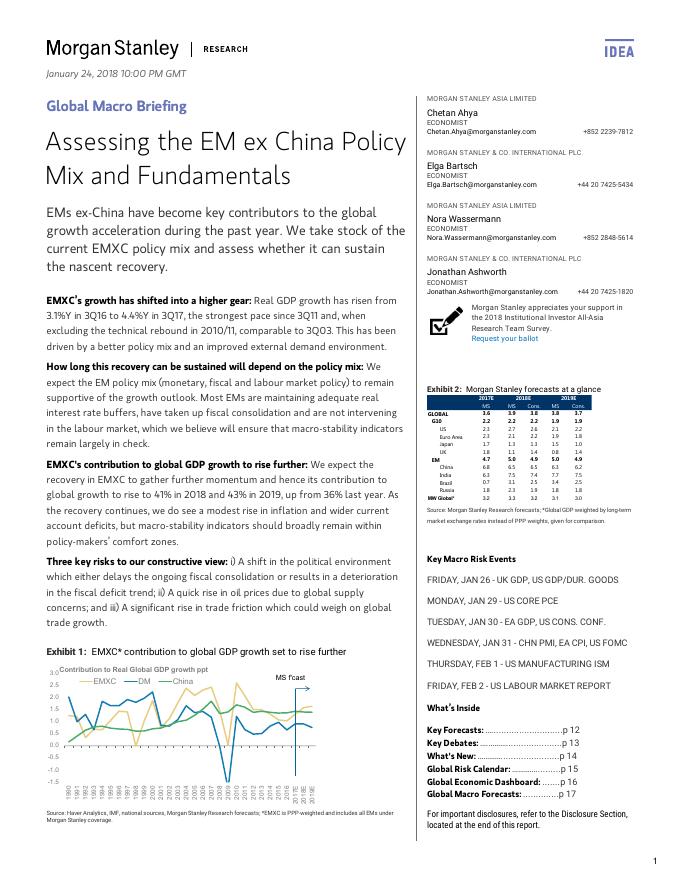 Morgan Stanley | RESEARCH
IDEA
January 24, 2018 10:00 PM GMT
Global Macro Briefing
Assessing the EM ex China Policy
Mix and Fundamentals
EMs ex-China have become key contributors to the global
growth acceleration during the past year. We take stock of the
current EMXC policy mix and assess whether it can sustain
the nascent recovery.
EMXC's growth has shifted into a higher gear: Real GDP growth has risen from
3.1%Y in 3Q16 to 4.4%Y in 3Q17, the strongest pace since 3Q11 and, when
excluding the technical rebound in 2010/11, comparable to 3Q03. This has been
driven by a better policy mix and an improved external demand environment.
How long this recovery can be sustained will depend on the policy mix: We
expect the EM policy mix (monetary, fiscal and labour market policy) to remain
supportive of the growth outlook. Most EMs are maintaining adequate real
interest rate buffers, have taken up fiscal consolidation and are not intervening
in the labour market, which we believe will ensure that macro-stability indicators
remain largely in check.
EMXC's contribution to global GDP growth to rise further: We expect the
recovery in EMXC to gather further momentum and hence its contribution to
global growth to rise to 41% in 2018 and 43% in 2019, up from 36% last year. As
the recovery continues, we do see a modest rise in inflation and wider current
account deficits, but macro-stability indicators should broadly remain within
policy-makers' comfort zones.
Three key risks to our constructive view: i) A shift in the political environment
which either delays the ongoing fiscal consolidation or results in a deterioration
in the fiscal deficit trend; ii) A quick rise in oil prices due to global supply
concerns; and iii) A significant rise in trade friction which could weigh on global
trade growth.
Exhibit 1: EMXC* contribution to global GDP growth set to rise further
Contribution to Real Global GDP growth ppt
EMXC DM China
MS f'cast
3.0
2.5
2.0
1.5
1.0
0.5
0.0
-0.5
-1.0
-1.5
1990 1991 1992 1993 1994 1995 1996 1997 1998 1999 2000 2001 2002 2003 2004 2005 2006 2007 2008 2009 2010 2011 2012 2013 2014 2015 2016 2017E 2018E 2019E
Source: Haver Analytics, IMF, national sources, Morgan Stanley Research forecasts; *EMXC is PPP-weighted and includes all EMs under
Morgan Stanley coverage.
MORGAN STANLEY ASIA LIMITED
Chetan Ahya
ECONOMIST
Chetan.Ahya@morganstanley.com +852 2239-7812
MORGAN STANLEY & CO. INTERNATIONAL PLC
Elga Bartsch
ECONOMIST
Elga.Bartsch@morganstanley.com +44 20 7425-5434
MORGAN STANLEY ASIA LIMITED
Nora Wassermann
ECONOMIST
Nora.Wassermann@morganstanley.com +852 2848-5614
MORGAN STANLEY & CO. INTERNATIONAL PLC
Jonathan Ashworth
ECONOMIST
Jonathan.Ashworth@morganstanley.com +44 20 7425-1820
Morgan Stanley appreciates your support in
the 2018 Institutional Investor All-Asia
Research Team Survey.
Request your ballot
Exhibit 2: Morgan Stanley forecasts at a glance
2017E 2018E 2019E
MS MS Cons. MS Cons.
GLOBAL 3.6 3.9 3.8 3.8 3.7
G10 2.2 2.2 2.2 1.9 1.9
US 2.3 2.7 2.6 2.1 2.2
Euro Area 2.3 2.1 2.2 1.9 1.8
Japan 1.7 1.3 1.3 1.5 1.0
UK 1.8 1.1 1.4 0.8 1.4
EM 4.7 5.0 4.9 5.0 4.9
China 6.8 6.5 6.5 6.3 6.2
India 6.3 7.5 7.4 7.7 7.5
Brazil 0.7 3.1 2.5 3.4 2.5
Russia 1.8 2.3 1.9 1.8 1.8
MW Global* 3.2 3.3 3.2 3.1 3.0
Source: Morgan Stanley Research forecasts; *Global GDP weighted by long-term
market exchange rates instead of PPP weights, given for comparison.
Key Macro Risk Events
FRIDAY, JAN 26 - UK GDP, US GDP/DUR. GOODS
MONDAY, JAN 29 - US CORE PCE
TUESDAY, JAN 30 - EA GDP, US CONS. CONF.
WEDNESDAY, JAN 31 - CHN PMI, EA CPI, US FOMC
THURSDAY, FEB 1 - US MANUFACTURING ISM
FRIDAY, FEB 2 - US LABOUR MARKET REPORT
What's Inside
Key Forecasts:............................p 12
Key Debates:.............................p 13
What's New:..............................p 14
Global Risk Calendar:.................p 15
Global Economic Dashboard:.......p 16
Global Macro Forecasts:..............p 17
For important disclosures, refer to the Disclosure Section,
located at the end of this report.
1